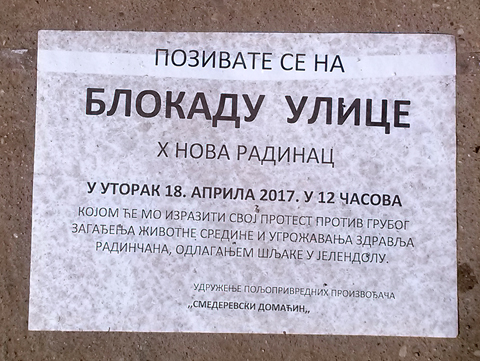 ПОЗИВАТЕ СЕ НА
БЛОКАДУ УЛИЦЕ
X НОВА РАДИНАЦ
У УТОРАК 18. АПРИЛА 2017. У 12 ЧАСОВА
КОЈОМ ЋЕ МО ИЗРАЗИТИ СВОЈ ПРОТЕСТ ПРОТИВ ГРУБОГ
ЗАГАЂЕЊА ЖИВОТНЕ СРЕДИНЕ И УГРОЖАВАЊА ЗДРАВЉА
РАДИНЧАНА, ОДЛАГАЊЕМ ШЉАКЕ У ЈЕЛЕНДОЛУ.
УДРУЖЕЊЕ ПОЉОПРИВРЕДНИХ ПРОИЗВОЂАЧА
,,СМЕДЕРЕВСКИ ДОМАЋИН,,